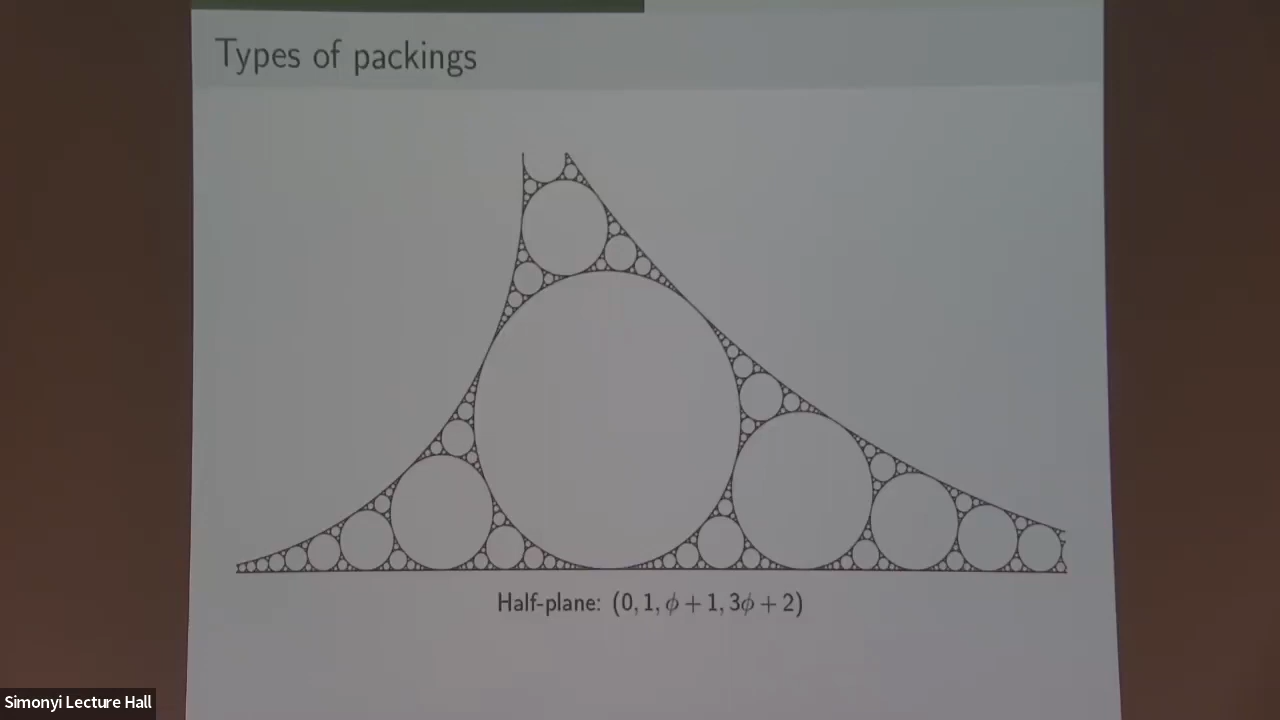 Types of packings
Half-plane: (0, 1, ϕ + 1, 3ϕ + 2)
Simonyi Lecture Hall